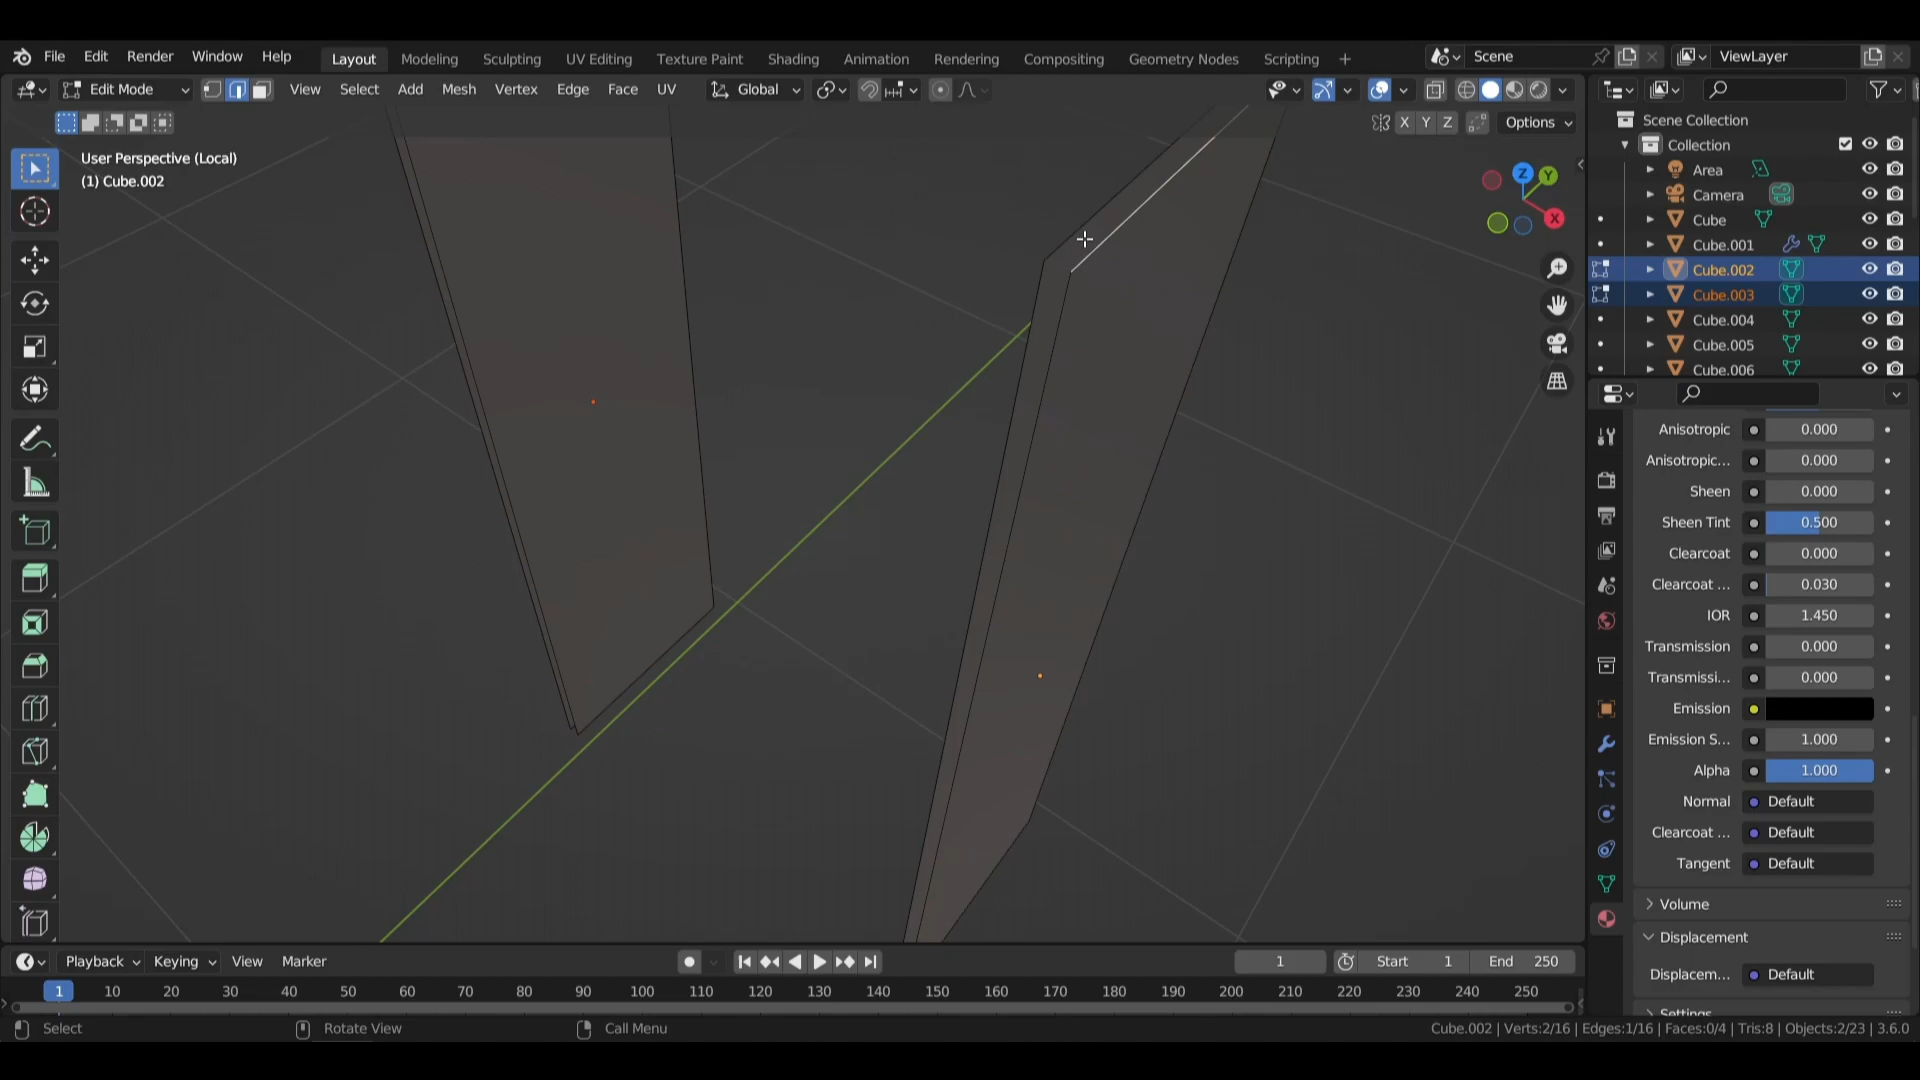 File Edit Render Window Help Layout Modeling Sculpting UV Editing Texture Paint Shading Animation Rendering Compositing Geometry Nodes Scripting + Scene ViewLayer
Edit Mode View Select Add Mesh Vertex Edge Face UV Global
X Y Z Options
User Perspective (Local)
(1) Cube.002
Z Y X
Scene Collection
Collection
Area
Camera
Cube
Cube.001
Cube.002
Cube.003
Cube.004
Cube.005
Cube.006
Anisotropic 0.000
Anisotropic... 0.000
Sheen 0.000
Sheen Tint 0.500
Clearcoat 0.000
Clearcoat ... 0.030
IOR 1.450
Transmission 0.000
Transmissi... 0.000
Emission
Emission S... 1.000
Alpha 1.000
Normal Default
Clearcoat ... Default
Tangent Default
Volume
Displacement
Displacem... Default
Settings
Playback Keying View Marker 1 Start 1 End 250
1 10 20 30 40 50 60 70 80 90 100 110 120 130 140 150 160 170 180 190 200 210 220 230 240 250
Select Rotate View Call Menu Cube.002 | Verts:2/16 | Edges:1/16 | Faces:0/4 | Tris:8 | Objects:2/23 | 3.6.0